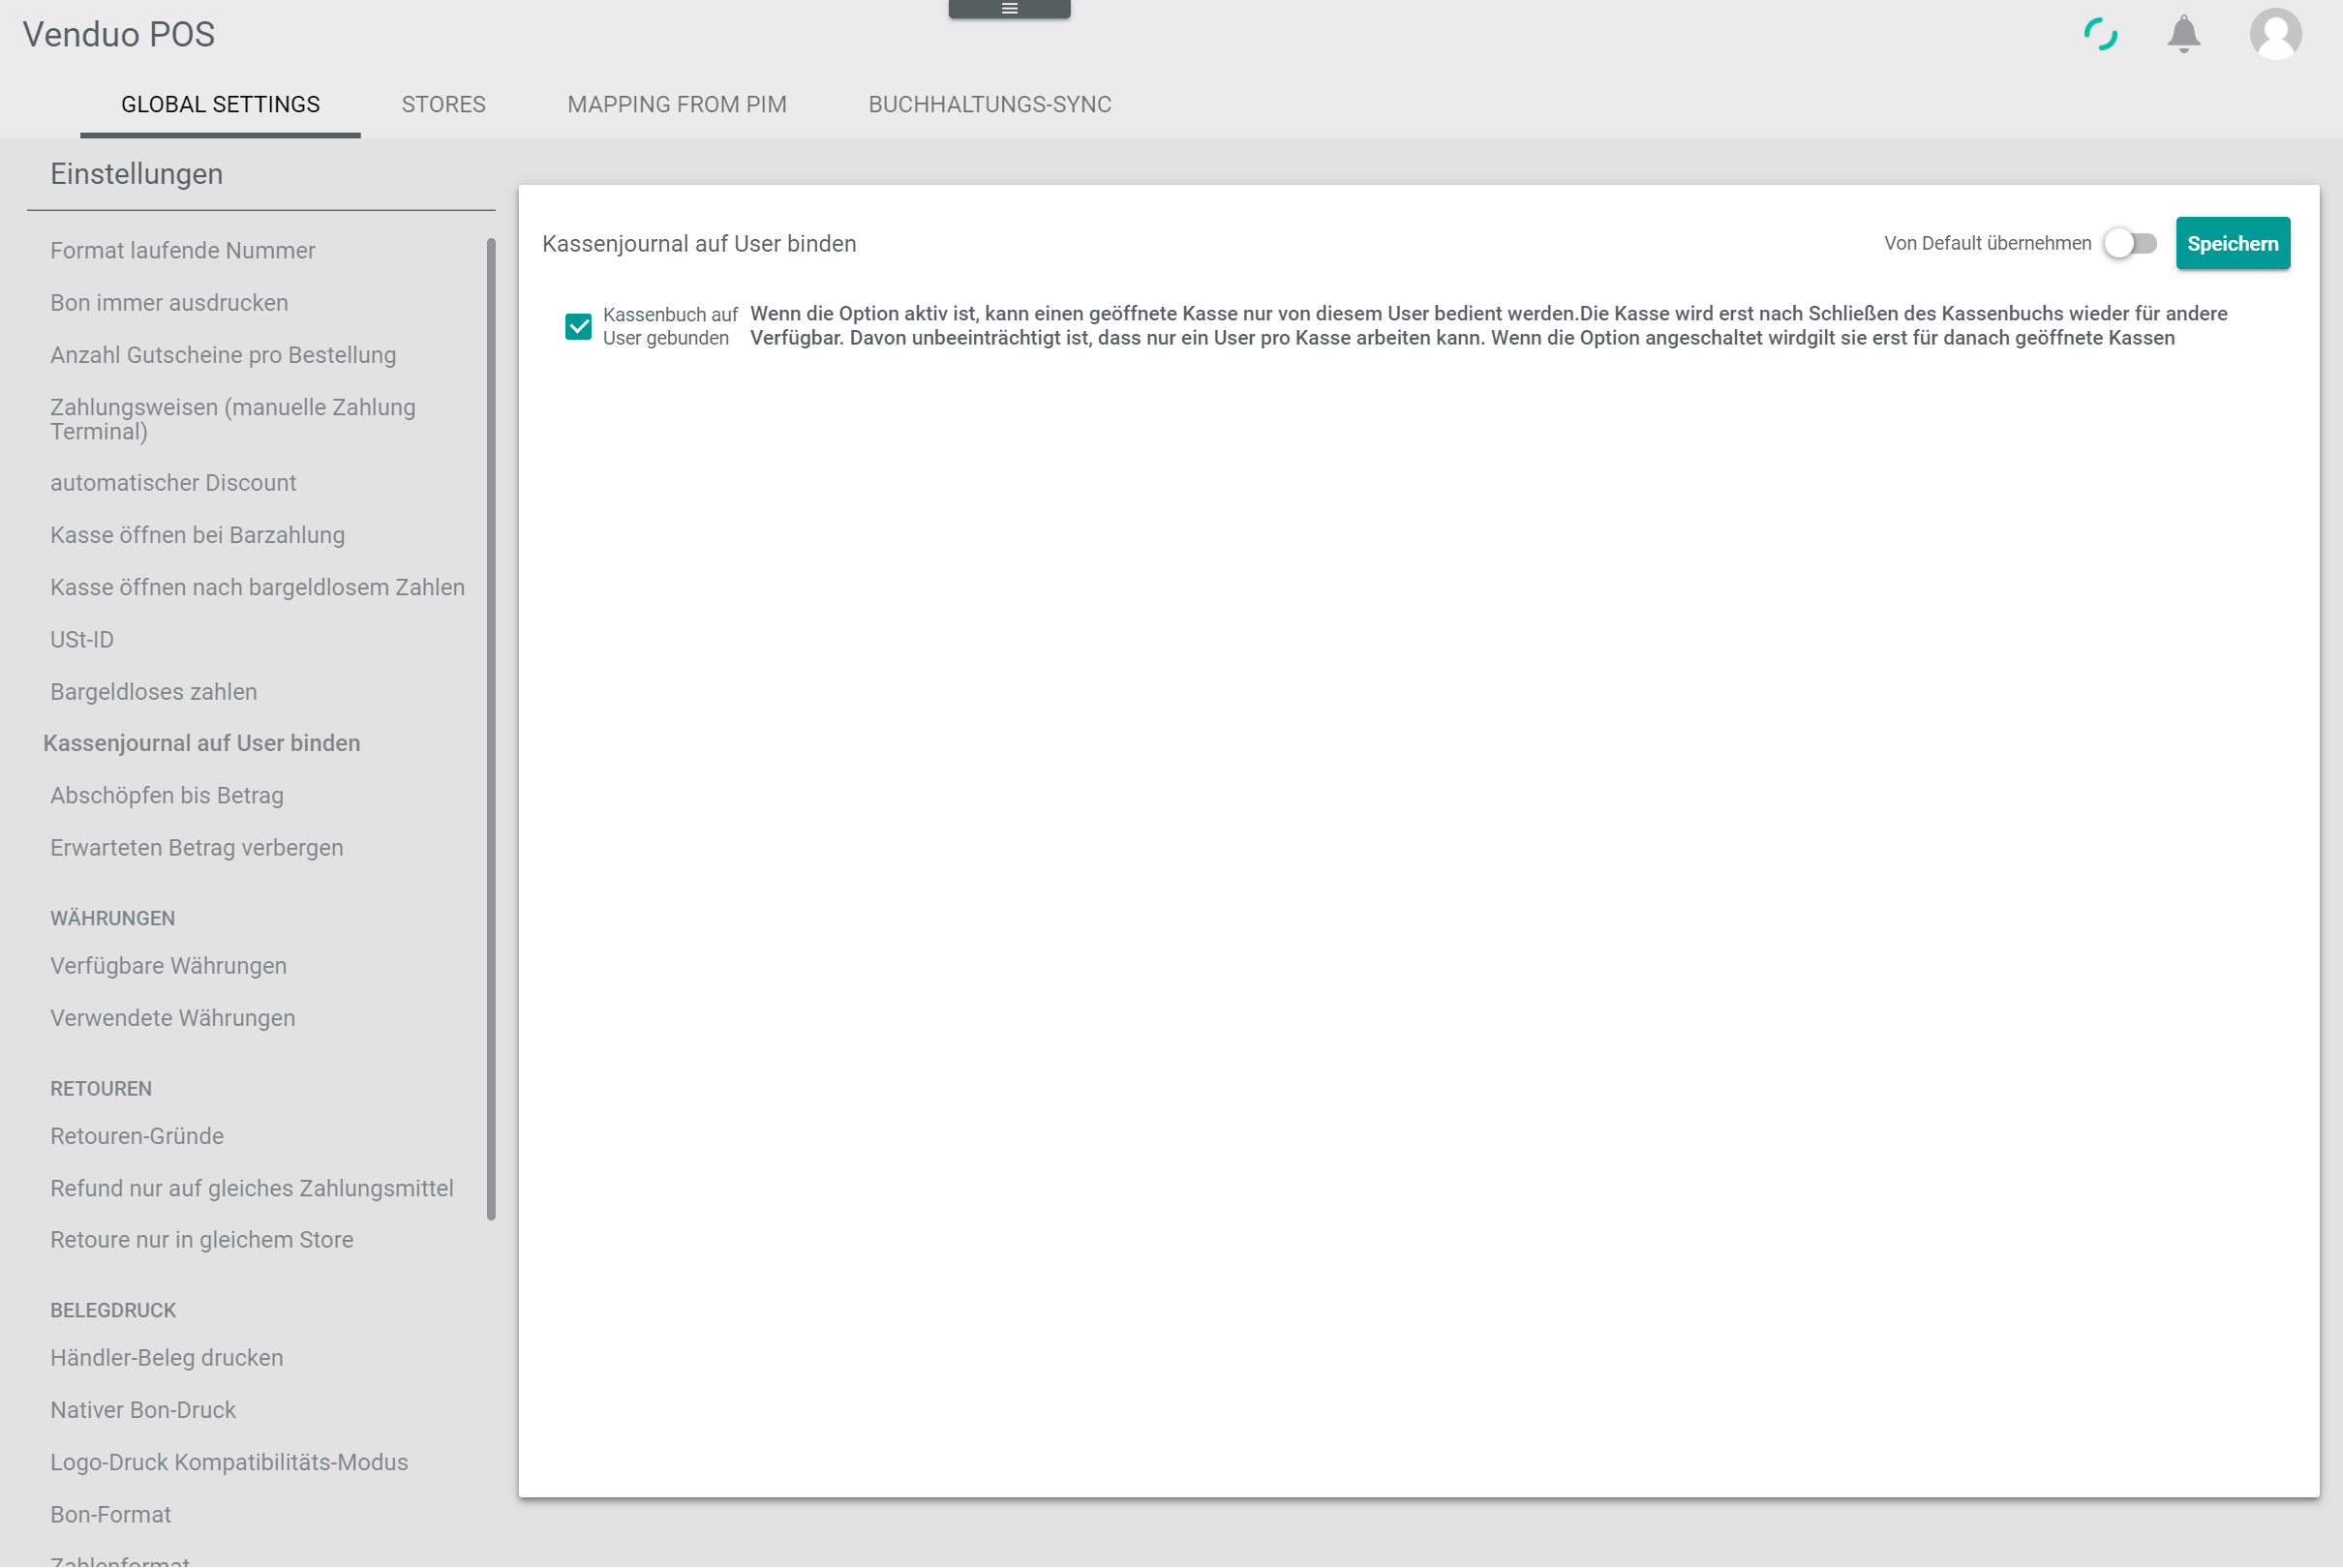 Venduo POS
GLOBAL SETTINGS
STORES
MAPPING FROM PIM
BUCHHALTUNGS-SYNC
Einstellungen
Format laufende Nummer
Bon immer ausdrucken
Anzahl Gutscheine pro Bestellung
Zahlungsweisen (manuelle Zahlung
Terminal)
automatischer Discount
Kasse öffnen bei Barzahlung
Kasse öffnen nach bargeldlosem Zahlen
USt-ID
Bargeldloses zahlen
Kassenjournal auf User binden
Abschöpfen bis Betrag
Erwarteten Betrag verbergen
WÄHRUNGEN
Verfügbare Währungen
Verwendete Währungen
RETOUREN
Retouren-Gründe
Refund nur auf gleiches Zahlungsmittel
Retoure nur in gleichem Store
BELEGDRUCK
Händler-Beleg drucken
Nativer Bon-Druck
Logo-Druck Kompatibilitäts-Modus
Bon-Format
Zahlenformat
Kassenjournal auf User binden
Von Default übernehmen
Speichern
Kassenbuch auf
User gebunden
Wenn die Option aktiv ist, kann einen geöffnete Kasse nur von diesem User bedient werden.Die Kasse wird erst nach Schließen des Kassenbuchs wieder für andere
Verfügbar. Davon unbeeinträchtigt ist, dass nur ein User pro Kasse arbeiten kann. Wenn die Option angeschaltet wirdgilt sie erst für danach geöffnete Kassen